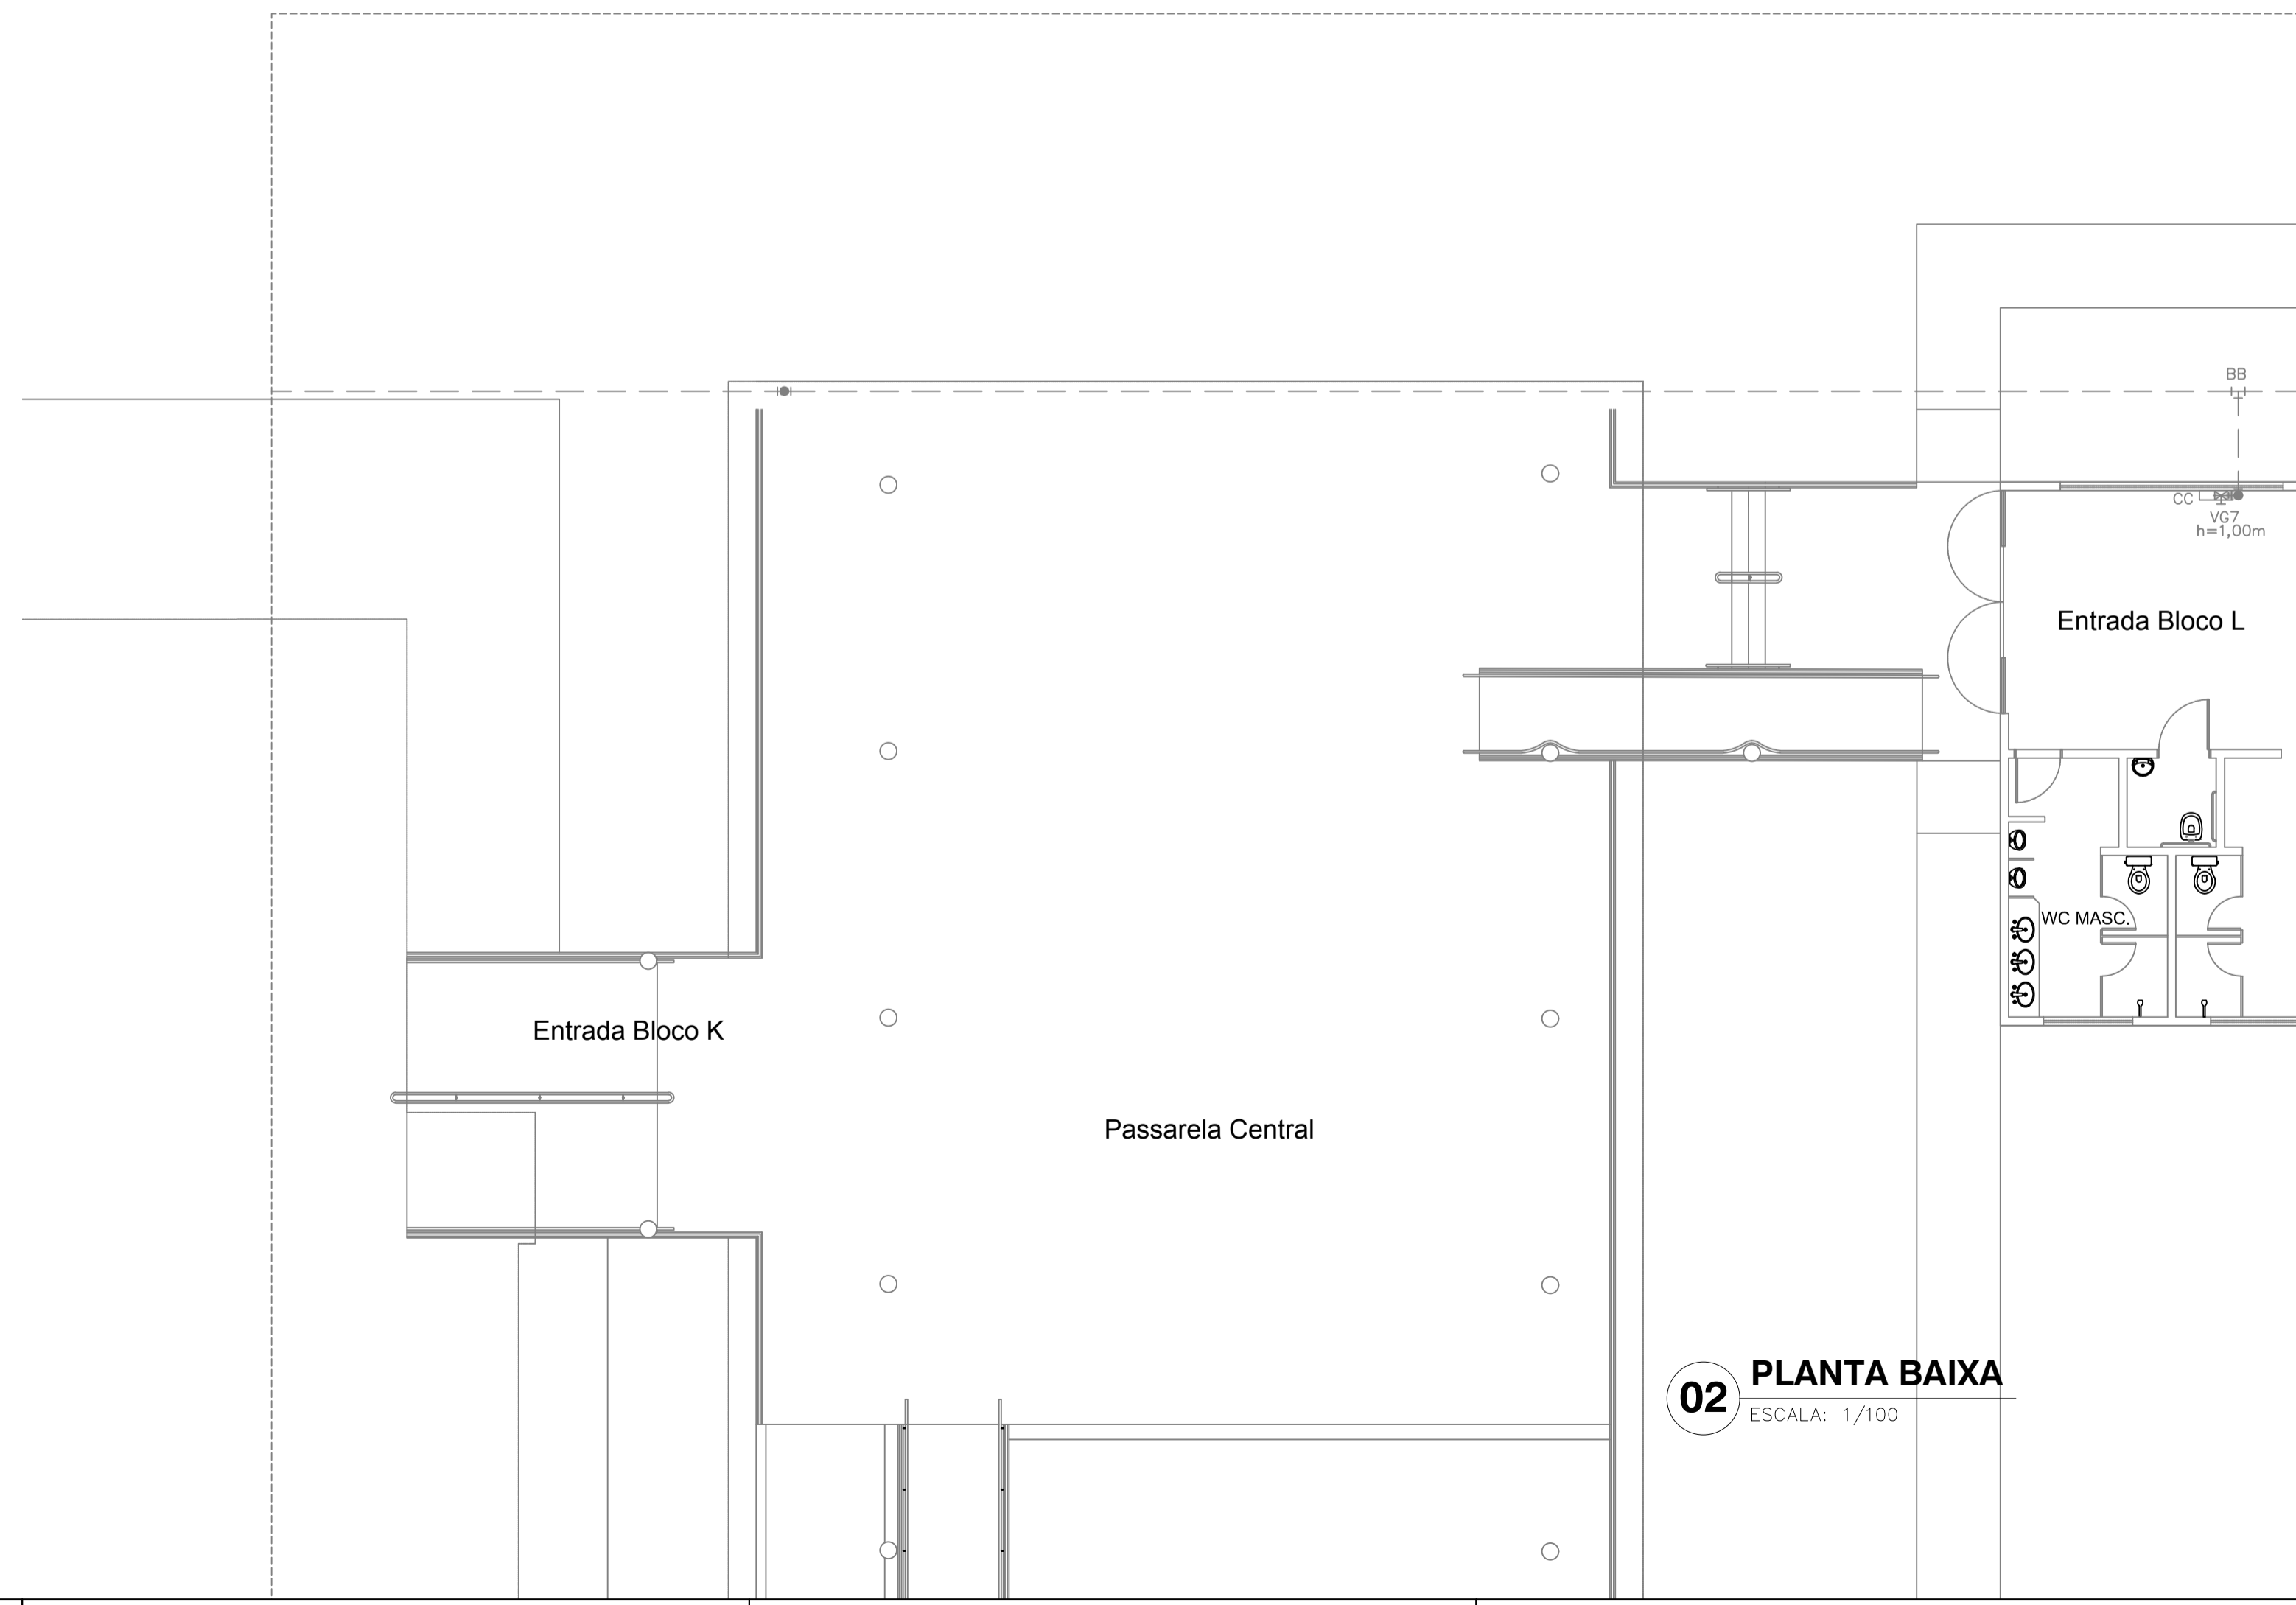 BB
CC
VG7
h=1,00m
Entrada Bloco L
WC MASC.
Entrada Bloco K
Passarela Central
02
PLANTA BAIXA
ESCALA: 1/100